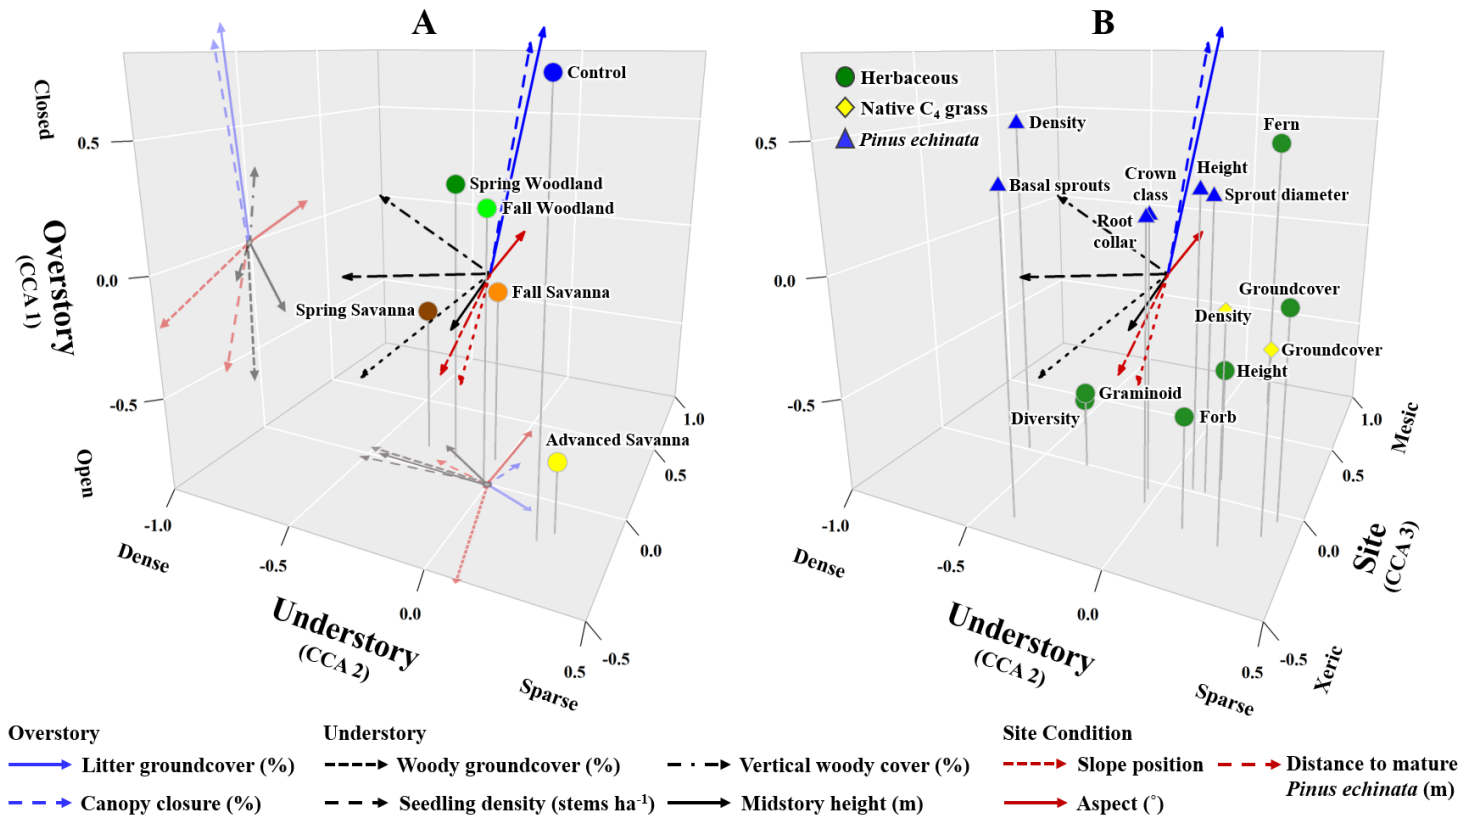 A
B
Closed
0.5
Overstory
(CCA 1)
0.0
-0.5
Open
Control
Spring Woodland
Fall Woodland
Fall Savanna
Spring Savanna
Advanced Savanna
1.0
0.5
0.0
-0.5
-1.0
Dense
-0.5
0.0
Understory
(CCA 2)
0.5
Sparse
Herbaceous
Native C₄ grass
Pinus echinata
0.5
0.0
-0.5
Density
Basal sprouts
Crown
class
Root
collar
Height
Sprout diameter
Fern
Groundcover
Density
Groundcover
Height
Graminoid
Diversity
Forb
1.0
Mesic
0.5
Site
(CCA 3)
0.0
-0.5
Xeric
-1.0
Dense
-0.5
0.0
Understory
(CCA 2)
0.5
Sparse
Overstory
Litter groundcover (%)
Canopy closure (%)
Understory
Woody groundcover (%)
Seedling density (stems ha⁻¹)
Vertical woody cover (%)
Midstory height (m)
Site Condition
Slope position
Aspect (°)
Distance to mature
Pinus echinata (m)